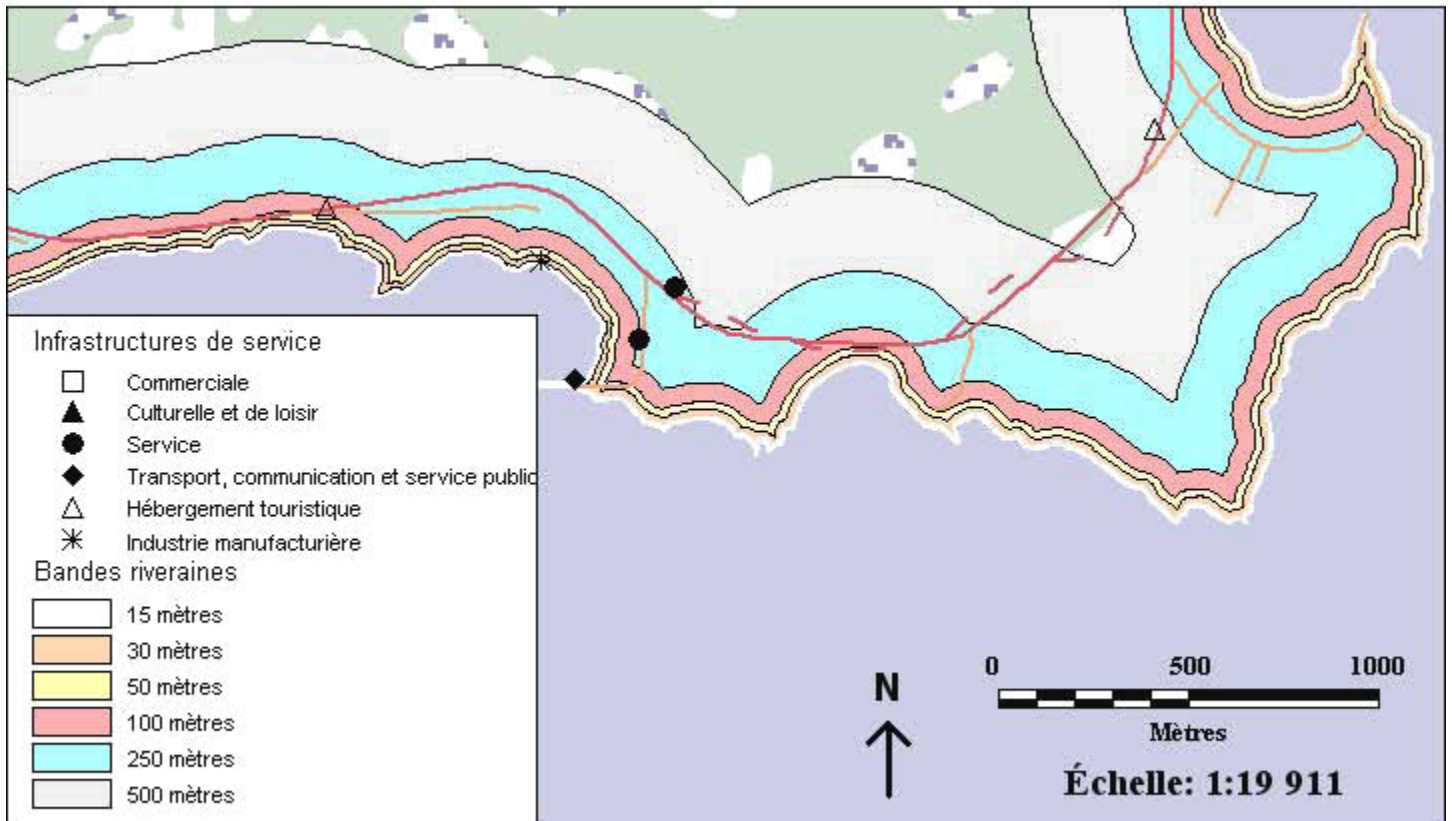 Infrastructures de service
Commerciale
Culturelle et de loisir
Service
Transport, communication et service public
Hébergement touristique
Industrie manufacturière
Bandes riveraines
15 mètres
30 mètres
50 mètres
100 mètres
250 mètres
500 mètres
N
0 500 1000
Mètres
Échelle: 1:19 911